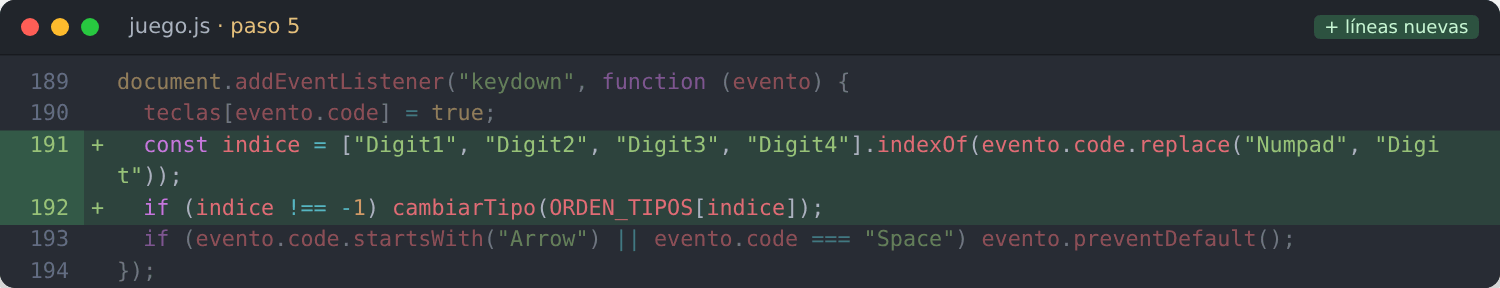 juego.js · paso 5
+ líneas nuevas
189 document.addEventListener("keydown", function (evento) {
190 teclas[evento.code] = true;
191 + const indice = ["Digit1", "Digit2", "Digit3", "Digit4"].indexOf(evento.code.replace("Numpad", "Digi
t"));
192 + if (indice !== -1) cambiarTipo(ORDEN_TIPOS[indice]);
193 if (evento.code.startsWith("Arrow") || evento.code === "Space") evento.preventDefault();
194 });